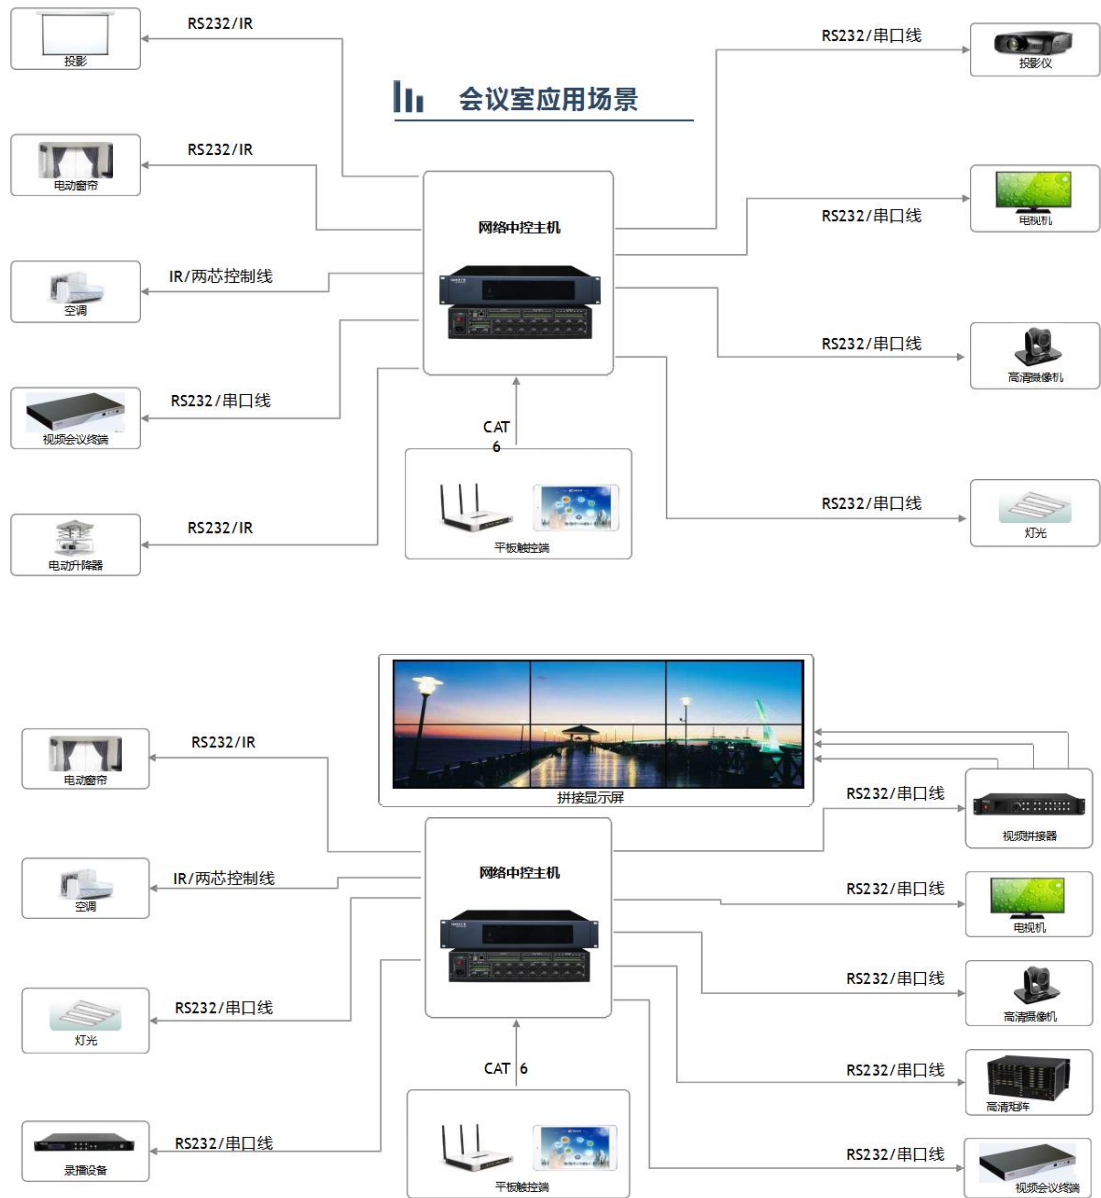 RS232/IR
投影
会议室应用场景
RS232/串口线
投影仪
RS232/IR
电动窗帘
网络中控主机
RS232/串口线
电视机
IR/两芯控制线
空调
RS232/串口线
高清摄像机
RS232/串口线
视频会议终端
CAT
6
RS232/IR
电动升降器
平板触控端
RS232/串口线
灯光
RS232/IR
电动窗帘
拼接显示屏
RS232/串口线
视频拼接器
网络中控主机
IR/两芯控制线
空调
RS232/串口线
电视机
RS232/串口线
灯光
RS232/串口线
高清摄像机
CAT 6
RS232/串口线
高清矩阵
RS232/串口线
录播设备
平板触控端
RS232/串口线
视频会议终端